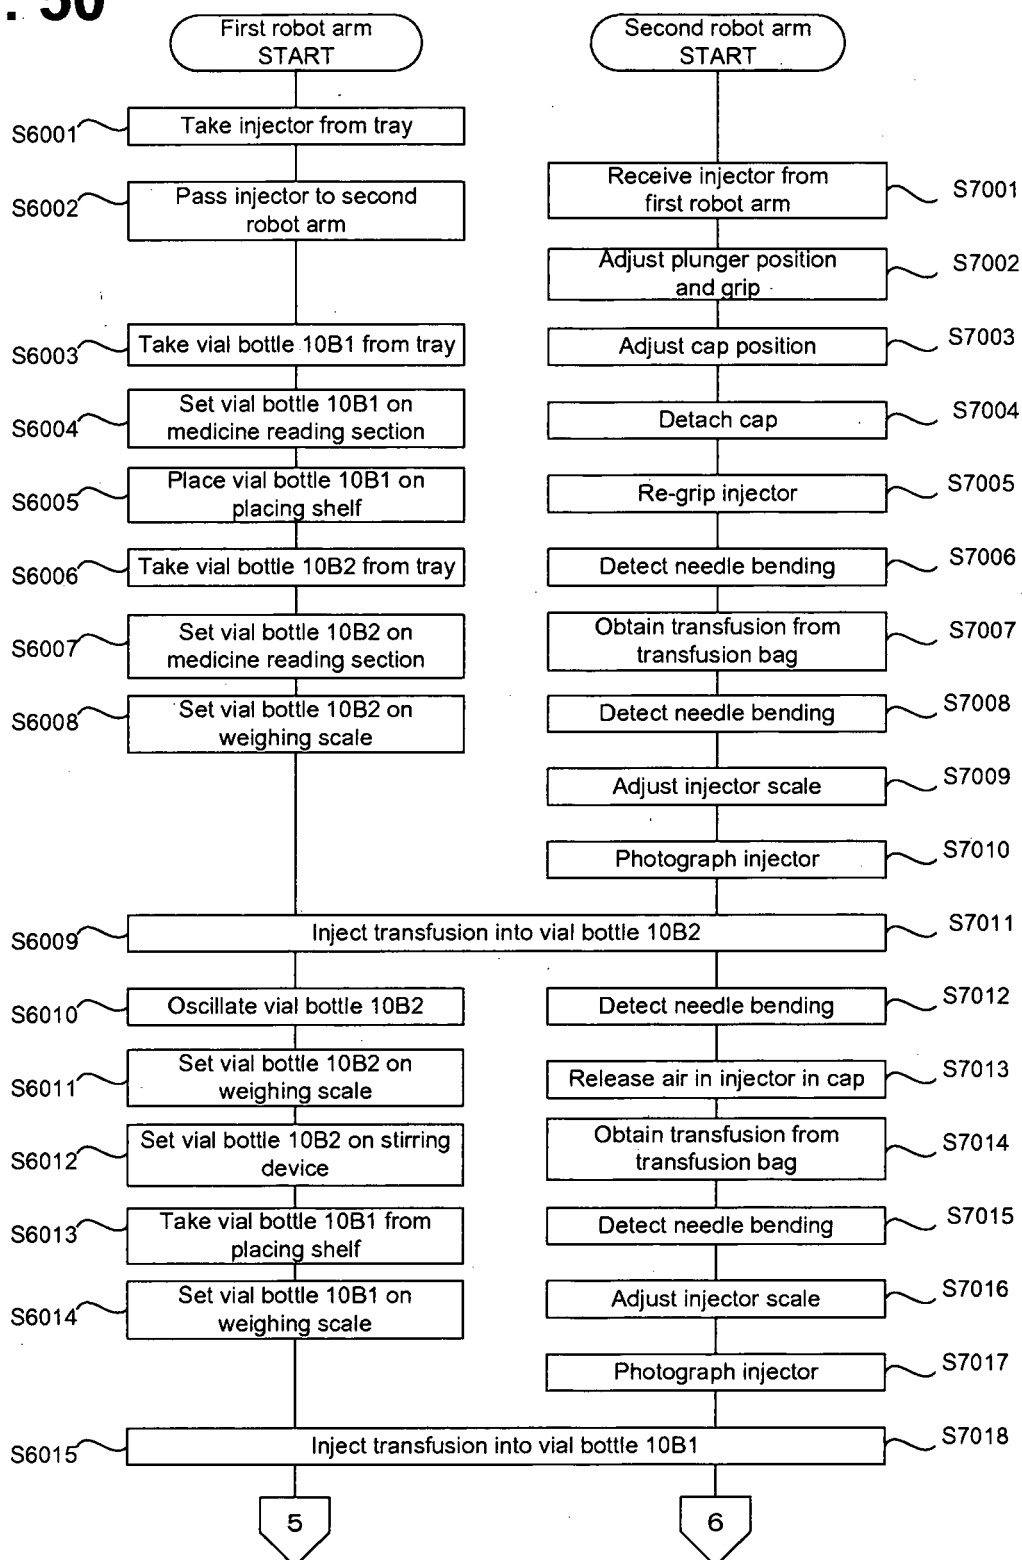 . 50
First robot arm
START
Second robot arm
START
S6001
Take injector from tray
S6002
Pass injector to second
robot arm
Receive injector from
first robot arm
S7001
Adjust plunger position
and grip
S7002
S6003
Take vial bottle 10B1 from tray
Adjust cap position
S7003
S6004
Set vial bottle 10B1 on
medicine reading section
Detach cap
S7004
S6005
Place vial bottle 10B1 on
placing shelf
Re-grip injector
S7005
S6006
Take vial bottle 10B2 from tray
Detect needle bending
S7006
S6007
Set vial bottle 10B2 on
medicine reading section
Obtain transfusion from
transfusion bag
S7007
S6008
Set vial bottle 10B2 on
weighing scale
Detect needle bending
S7008
Adjust injector scale
S7009
Photograph injector
S7010
S6009
Inject transfusion into vial bottle 10B2
S7011
S6010
Oscillate vial bottle 10B2
Detect needle bending
S7012
S6011
Set vial bottle 10B2 on
weighing scale
Release air in injector in cap
S7013
S6012
Set vial bottle 10B2 on stirring
device
Obtain transfusion from
transfusion bag
S7014
S6013
Take vial bottle 10B1 from
placing shelf
Detect needle bending
S7015
S6014
Set vial bottle 10B1 on
weighing scale
Adjust injector scale
S7016
Photograph injector
S7017
S6015
Inject transfusion into vial bottle 10B1
S7018
5
6